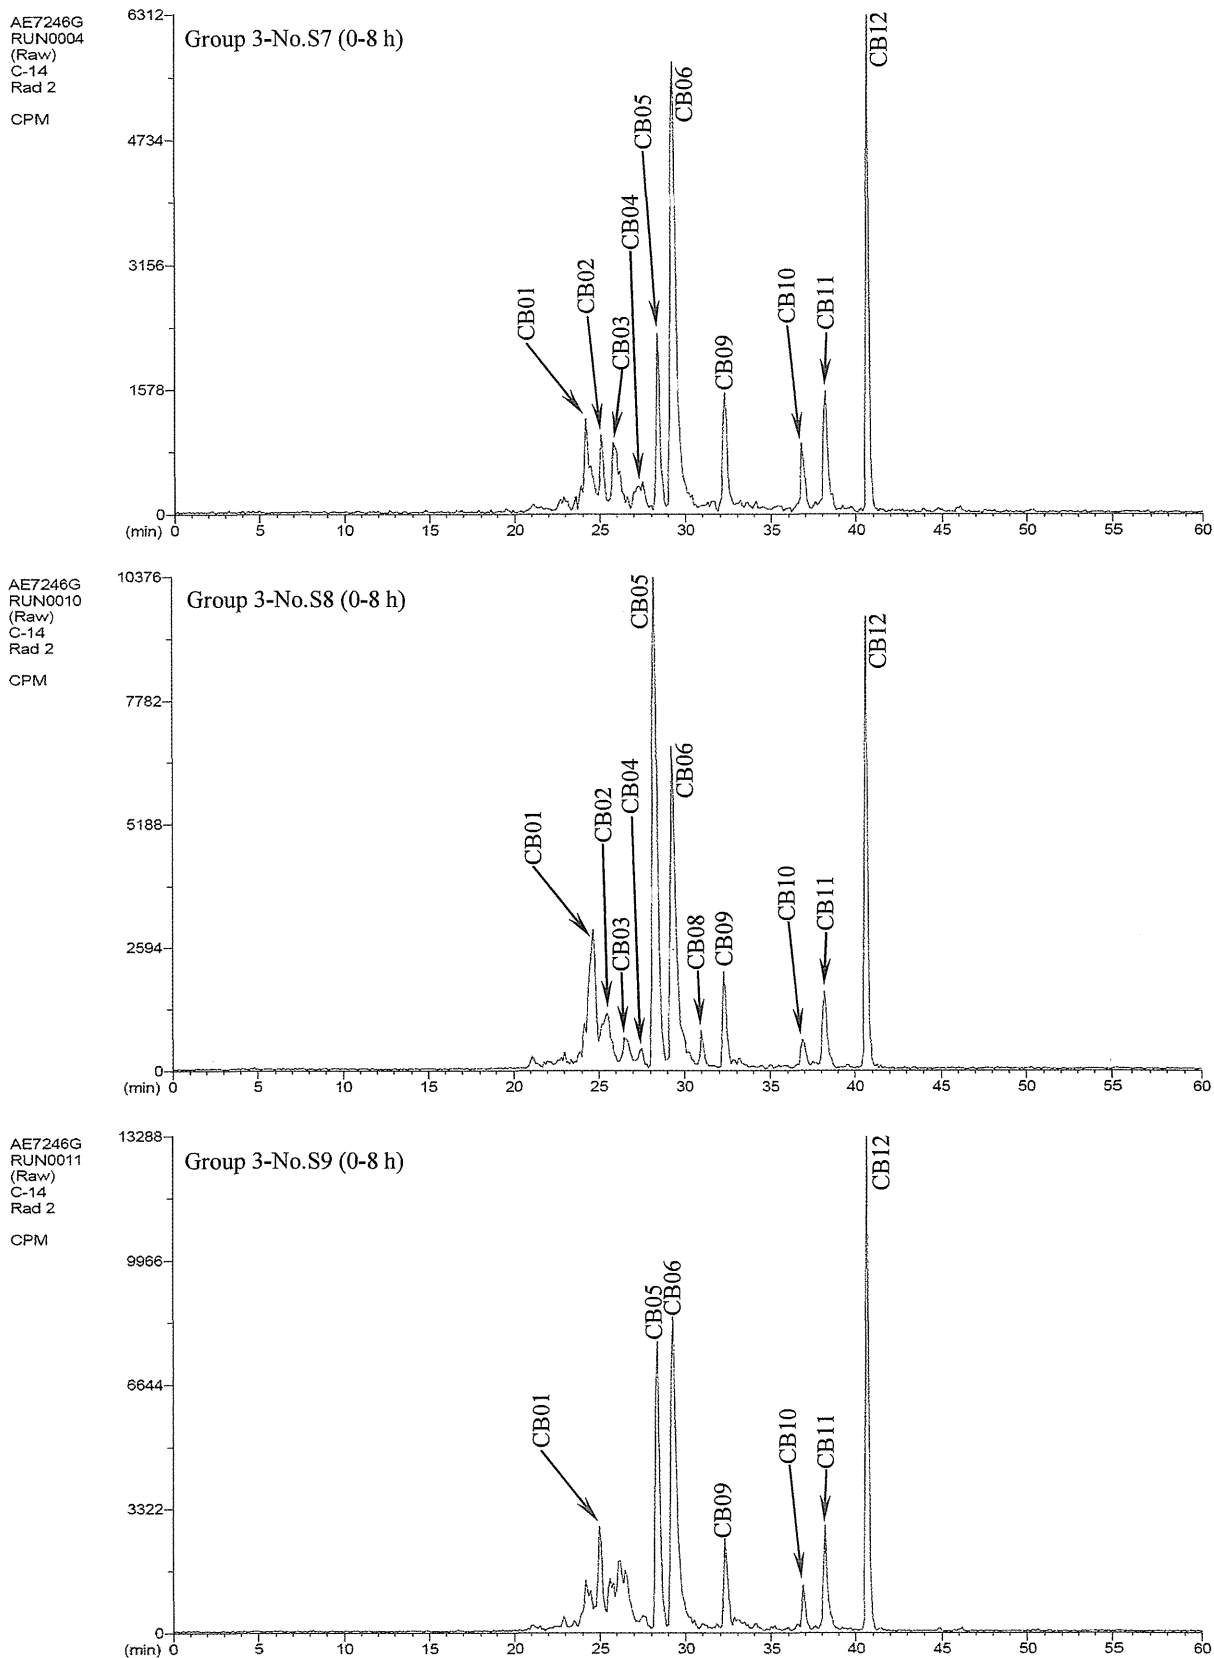 AE7246G
RUN0004
(Raw)
C-14
Rad 2
CPM
Group 3-No.S7 (0-8 h)
6312
4734
3156
1578
0
CB01
CB02
CB03
CB04
CB05
CB06
CB09
CB10
CB11
CB12
(min) 0 5 10 15 20 25 30 35 40 45 50 55 60
AE7246G
RUN0010
(Raw)
C-14
Rad 2
CPM
Group 3-No.S8 (0-8 h)
10376
7782
5188
2594
0
CB01
CB02
CB03
CB04
CB05
CB06
CB08
CB09
CB10
CB11
CB12
(min) 0 5 10 15 20 25 30 35 40 45 50 55 60
AE7246G
RUN0011
(Raw)
C-14
Rad 2
CPM
Group 3-No.S9 (0-8 h)
13288
9966
6644
3322
0
CB01
CB05
CB06
CB09
CB10
CB11
CB12
(min) 0 5 10 15 20 25 30 35 40 45 50 55 60